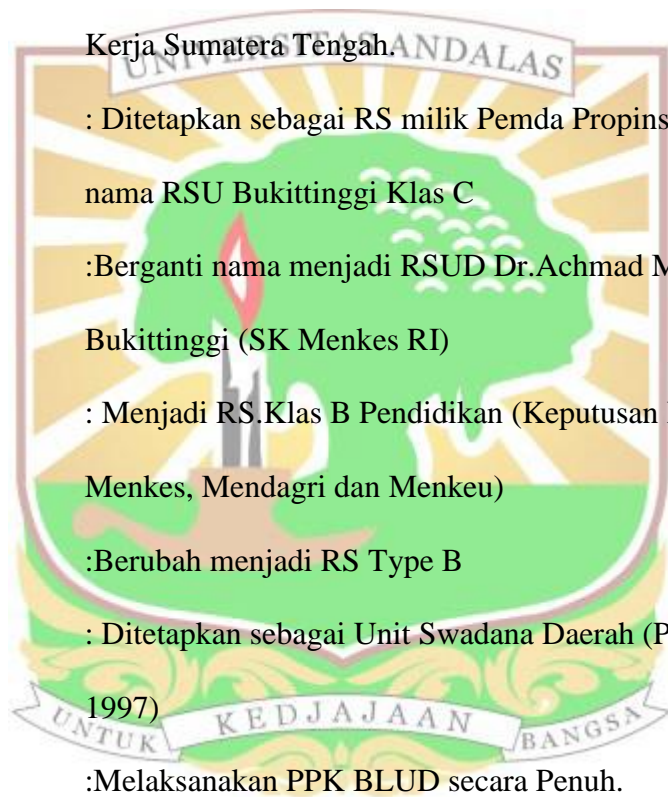 Kerja Sumatera Tengah.
UNIVERSITAS ANDALAS
: Ditetapkan sebagai RS milik Pemda Propins
nama RSU Bukittinggi Klas C
:Berganti nama menjadi RSUD Dr.Achmad M
Bukittinggi (SK Menkes RI)
: Menjadi RS.Klas B Pendidikan (Keputusan
Menkes, Mendagri dan Menkeu)
:Berubah menjadi RS Type B
: Ditetapkan sebagai Unit Swadana Daerah (P
1997)
UNTUK KEDJAJAAN BANGSA
:Melaksanakan PPK BLUD secara Penuh.